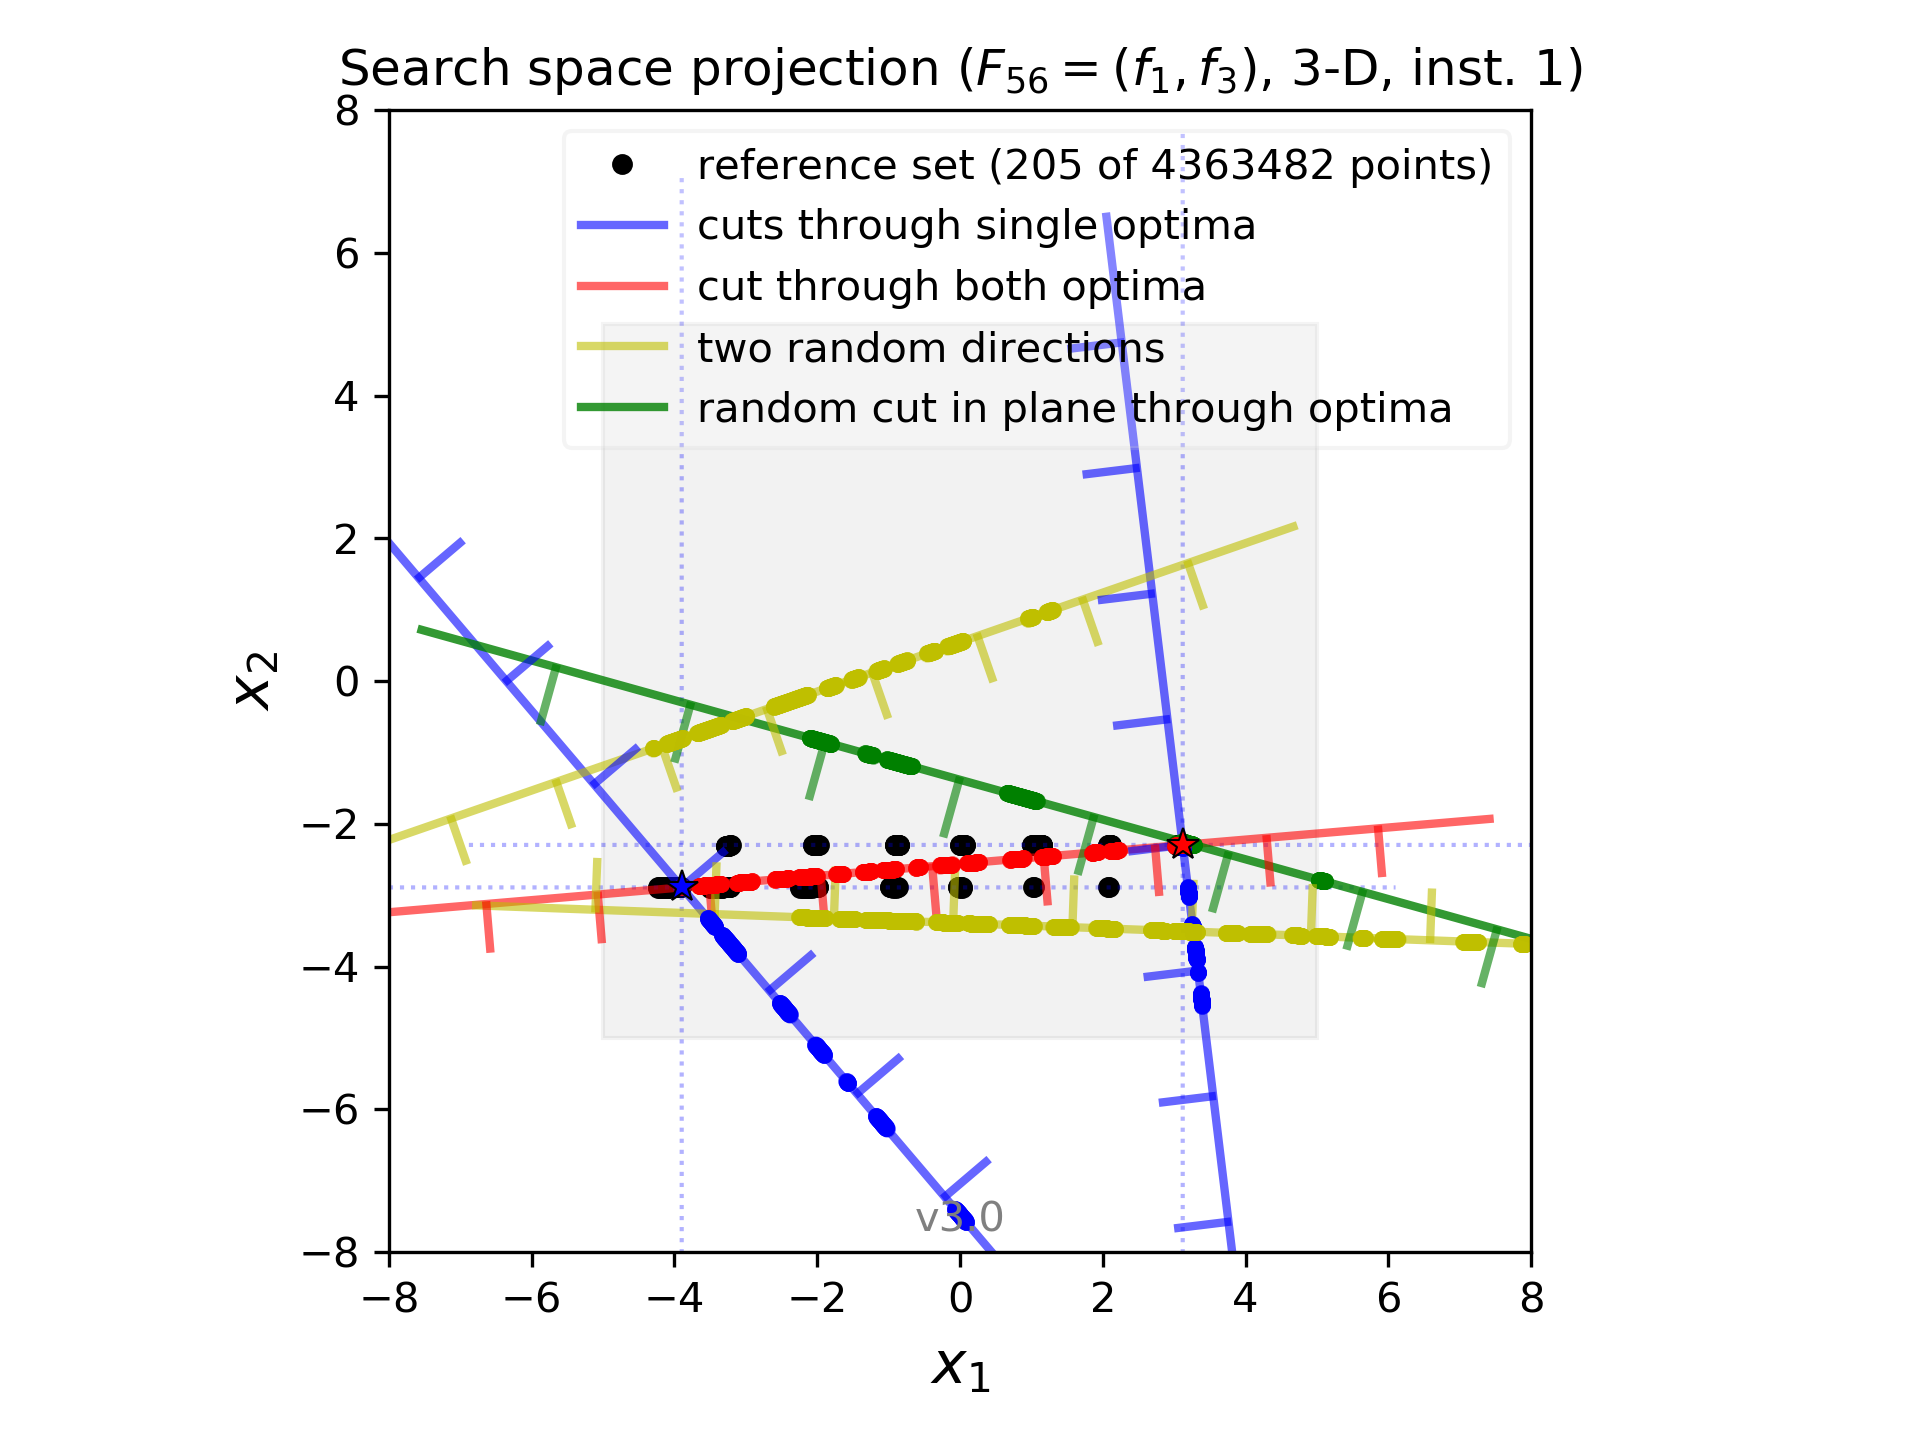 Search space projection (F₅₆ = (f₁, f₃), 3-D, inst. 1)
8
reference set (205 of 4363482 points)
cuts through single optima
6
cut through both optima
two random directions
4
random cut in plane through optima
2
x₂
0
−2
−4
−6
v3.0
−8
−8 −6 −4 −2 0 2 4 6 8
x₁